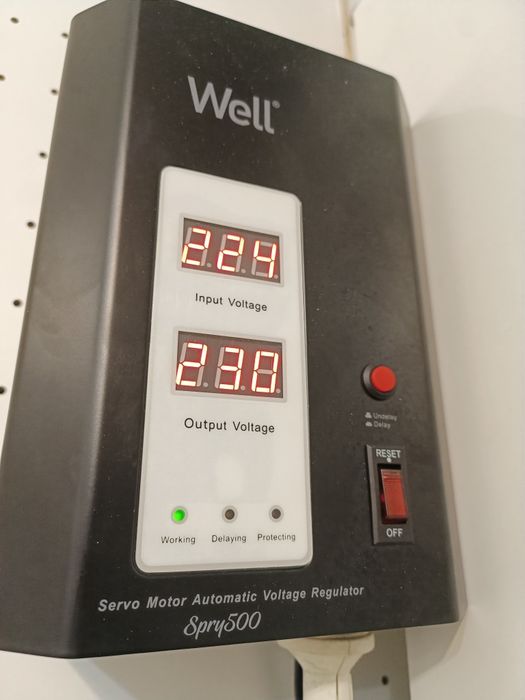 Well®
224
Input Voltage
230
Output Voltage
Undelay
Delay
RESET
OFF
Working Delaying Protecting
Servo Motor Automatic Voltage Regulator
Spry500